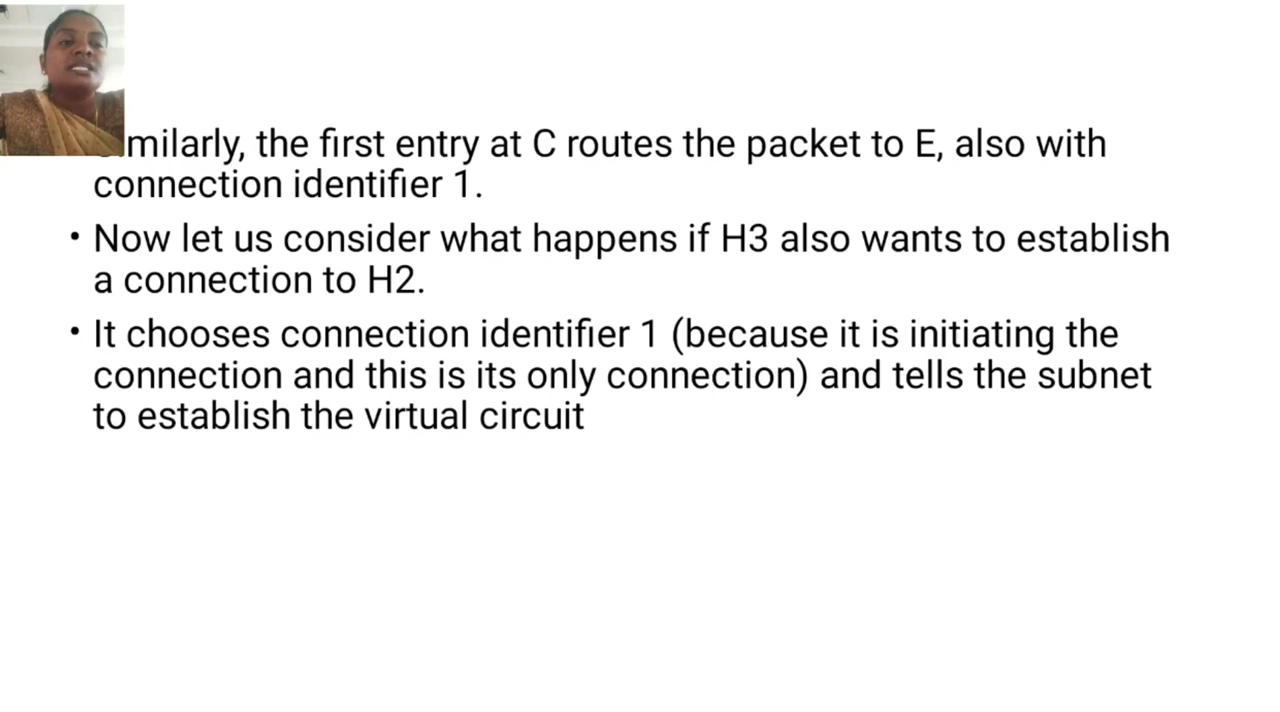 the first entry at C routes the packet to E, also with
connection identifier 1.
• Now let us consider what happens if H3 also wants to establish
a connection to H2.
• It chooses connection identifier 1 (because it is initiating the
connection and this is its only connection) and tells the subnet
to establish the virtual circuit